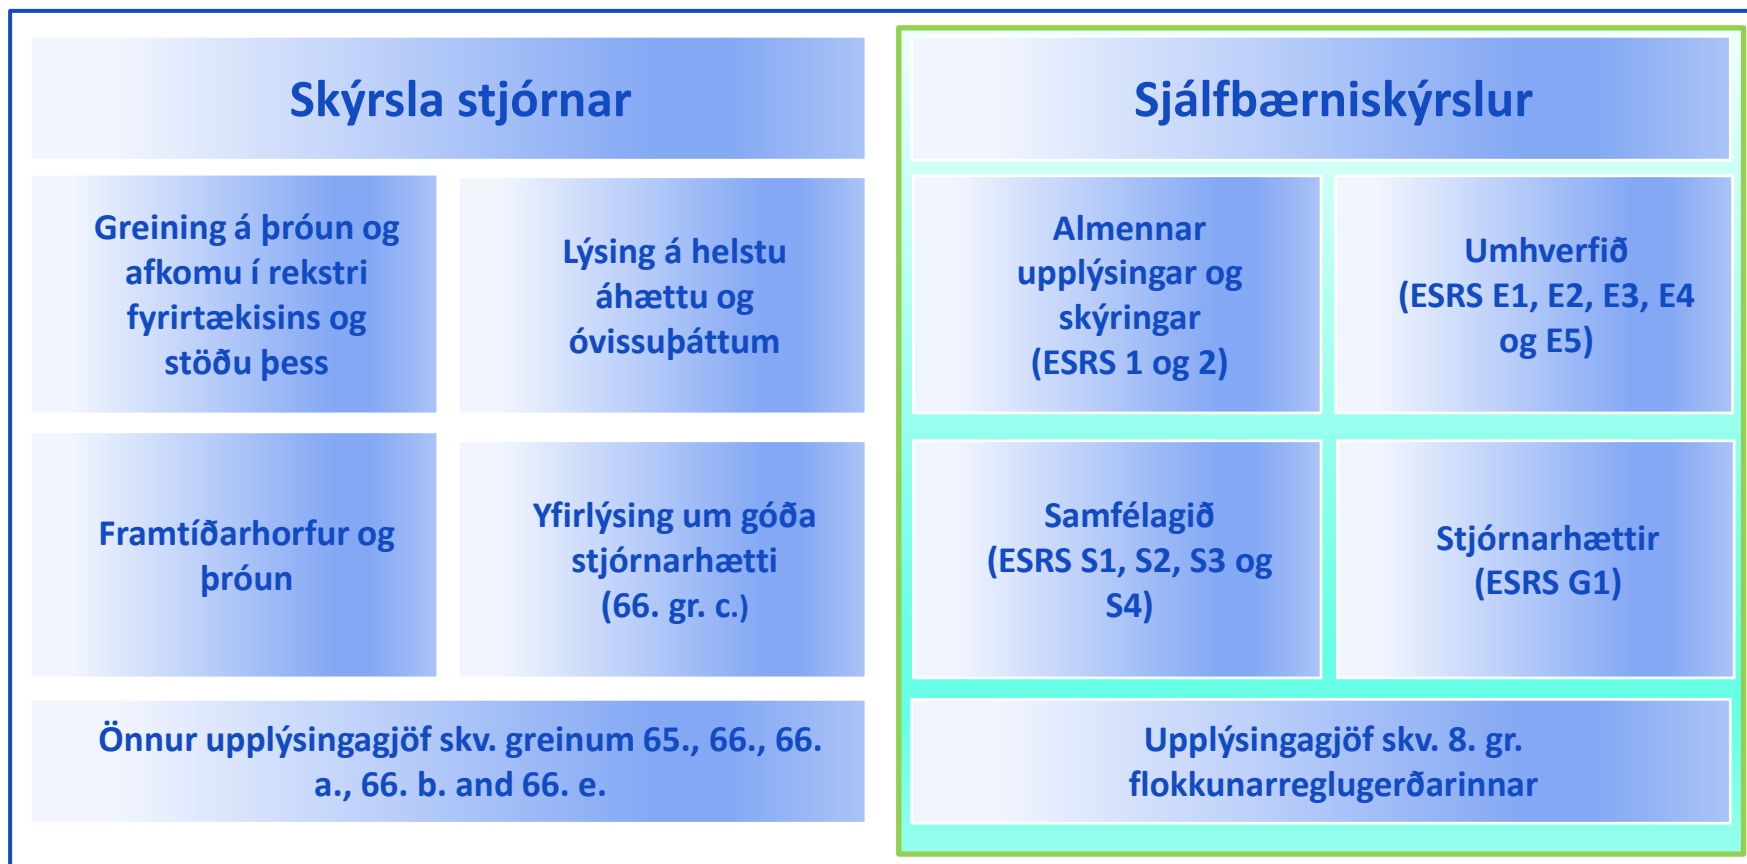 Skýrsla stjórnar
Greining á þróun og
afkomu í rekstri
fyrirtækisins og
stöðu þess
Lýsing á helstu
áhættu og
óvissuþáttum
Framtíðarhorfur og
þróun
Yfirlýsing um góða
stjórnarhætti
(66. gr. c.)
Önnur upplýsingagjöf skv. greinum 65., 66., 66.
a., 66. b. and 66. e.
Sjálfbærniskýrslur
Almennar
upplýsingar og
skýringar
(ESRS 1 og 2)
Umhverfið
(ESRS E1, E2, E3, E4
og E5)
Samfélagið
(ESRS S1, S2, S3 og
S4)
Stjórnarhættir
(ESRS G1)
Upplýsingagjöf skv. 8. gr.
flokkunarreglugerðarinnar